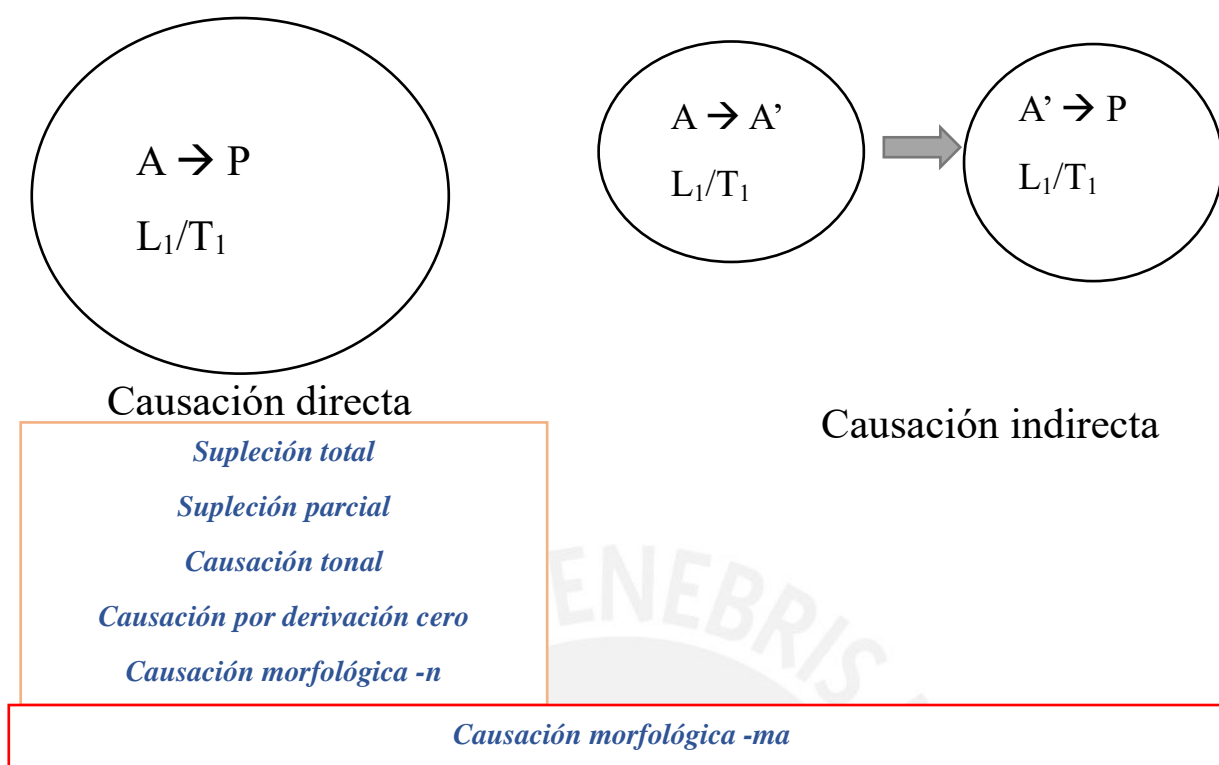 A → P
L₁/T₁
A → A’
L₁/T₁
A’ → P
L₁/T₁
Causación directa
Causación indirecta
Supleción total
Supleción parcial
Causación tonal
Causación por derivación cero
Causación morfológica -n
Causación morfológica -ma
ENEBRIS